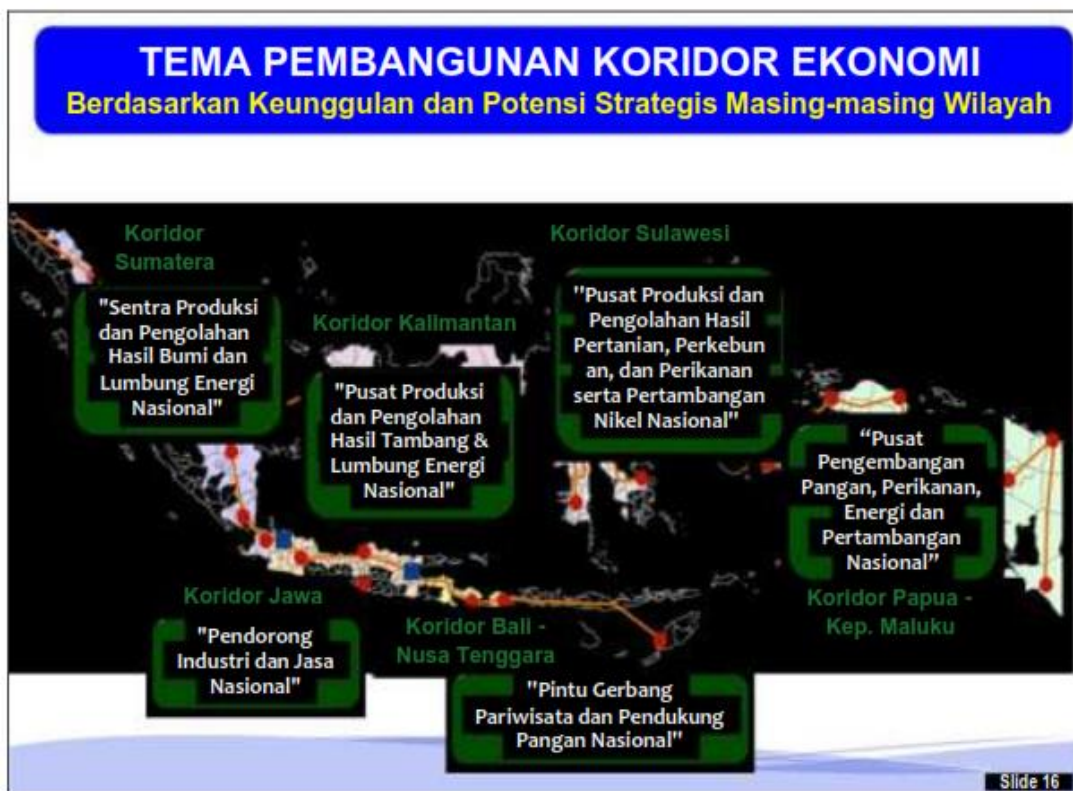 TEMA PEMBANGUNAN KORIDOR EKONOMI
Berdasarkan Keunggulan dan Potensi Strategis Masing-masing Wilayah
Koridor
Sumatera
"Sentra Produksi
dan Pengolahan
Hasil Bumi dan
Lumbung Energi
Nasional"
Koridor Kalimantan
"Pusat Produksi
dan Pengolahan
Hasil Tambang &
Lumbung Energi
Nasional"
Koridor Sulawesi
"Pusat Produksi dan
Pengolahan Hasil
Pertanian, Perkebun
an, dan Perikanan
serta Pertambangan
Nikel Nasional"
“Pusat
Pengembangan
Pangan, Perikanan,
Energi dan
Pertambangan
Nasional”
Koridor Papua -
Kep. Maluku
Koridor Jawa
"Pendorong
Industri dan Jasa
Nasional"
Koridor Bali -
Nusa Tenggara
"Pintu Gerbang
Pariwisata dan Pendukung
Pangan Nasional"
Slide 16